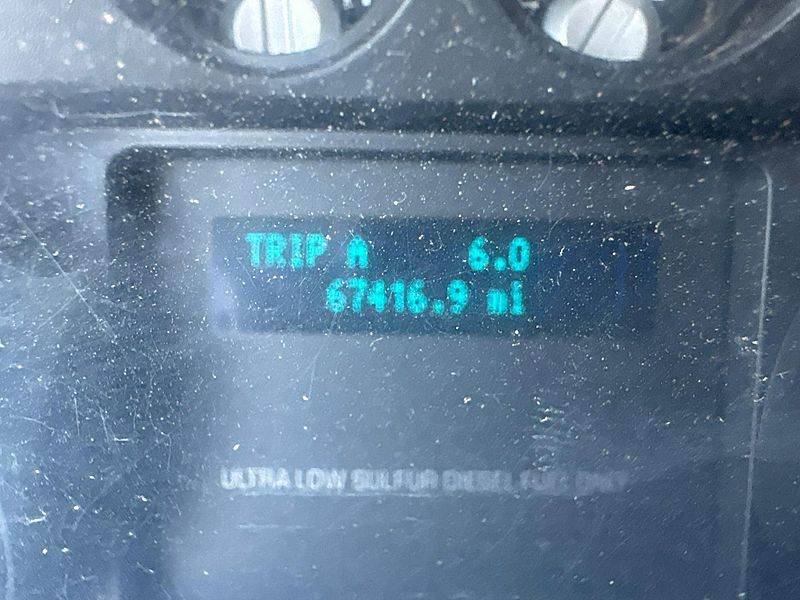 TRIP A 6.0
67416.9 mi
ULTRA LOW SULFUR DIESEL FUEL ONLY